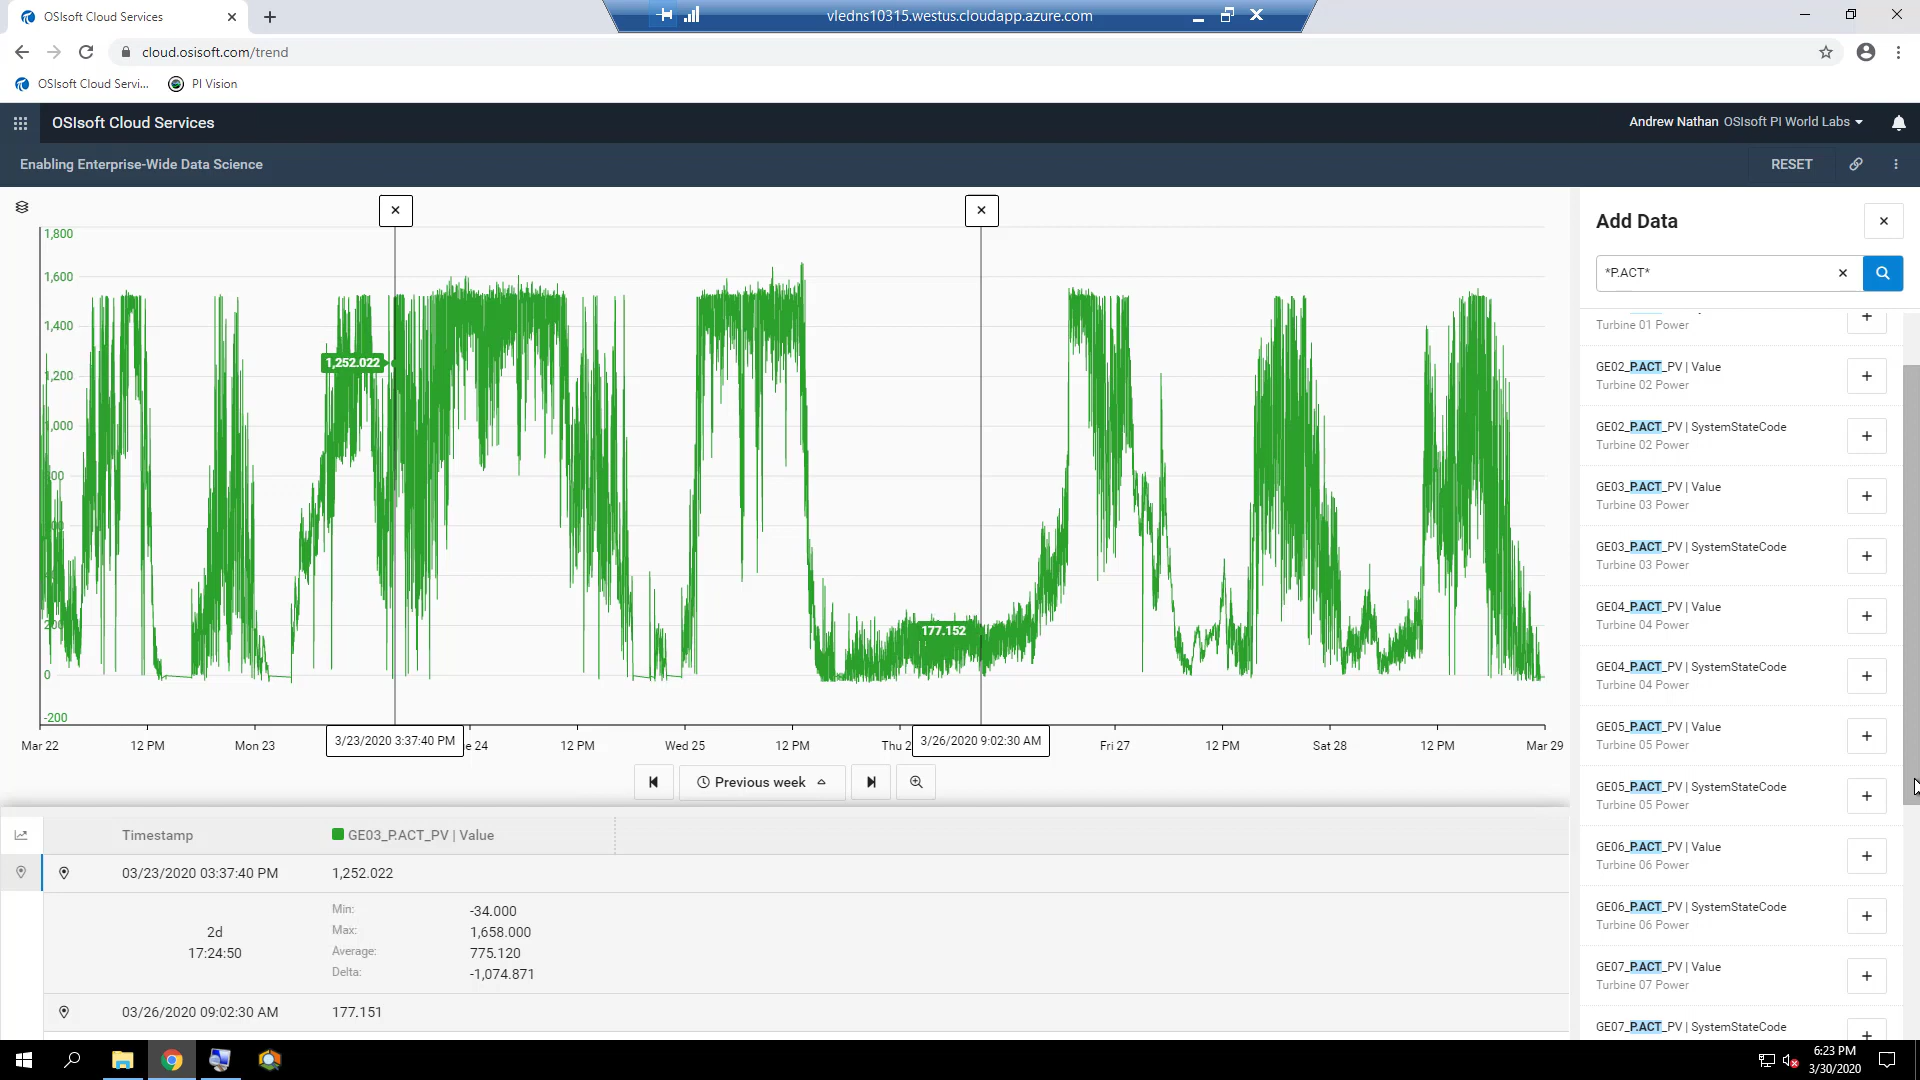 OSIsoft Cloud Services
vledns10315.westus.cloudapp.azure.com
cloud.osisoft.com/trend
OSIsoft Cloud Servi...
PI Vision
OSIsoft Cloud Services
Andrew Nathan OSIsoft PI World Labs
Enabling Enterprise-Wide Data Science
RESET
1,800
1,600
1,400
1,200
1,000
200
0
-200
1,252.022
177.152
Mar 22
12 PM
Mon 23
3/23/2020 3:37:40 PM
e 24
12 PM
Wed 25
12 PM
Thu 2
3/26/2020 9:02:30 AM
Fri 27
12 PM
Sat 28
12 PM
Mar 29
Previous week
Timestamp
GE03_P.ACT_PV | Value
03/23/2020 03:37:40 PM
1,252.022
2d
17:24:50
Min: -34.000
Max: 1,658.000
Average: 775.120
Delta: -1,074.871
03/26/2020 09:02:30 AM
177.151
Add Data
*P.ACT*
Turbine 01 Power
GE02_P.ACT_PV | Value
Turbine 02 Power
GE02_P.ACT_PV | SystemStateCode
Turbine 02 Power
GE03_P.ACT_PV | Value
Turbine 03 Power
GE03_P.ACT_PV | SystemStateCode
Turbine 03 Power
GE04_P.ACT_PV | Value
Turbine 04 Power
GE04_P.ACT_PV | SystemStateCode
Turbine 04 Power
GE05_P.ACT_PV | Value
Turbine 05 Power
GE05_P.ACT_PV | SystemStateCode
Turbine 05 Power
GE06_P.ACT_PV | Value
Turbine 06 Power
GE06_P.ACT_PV | SystemStateCode
Turbine 06 Power
GE07_P.ACT_PV | Value
Turbine 07 Power
GE07_P.ACT_PV | SystemStateCode
6:23 PM
3/30/2020